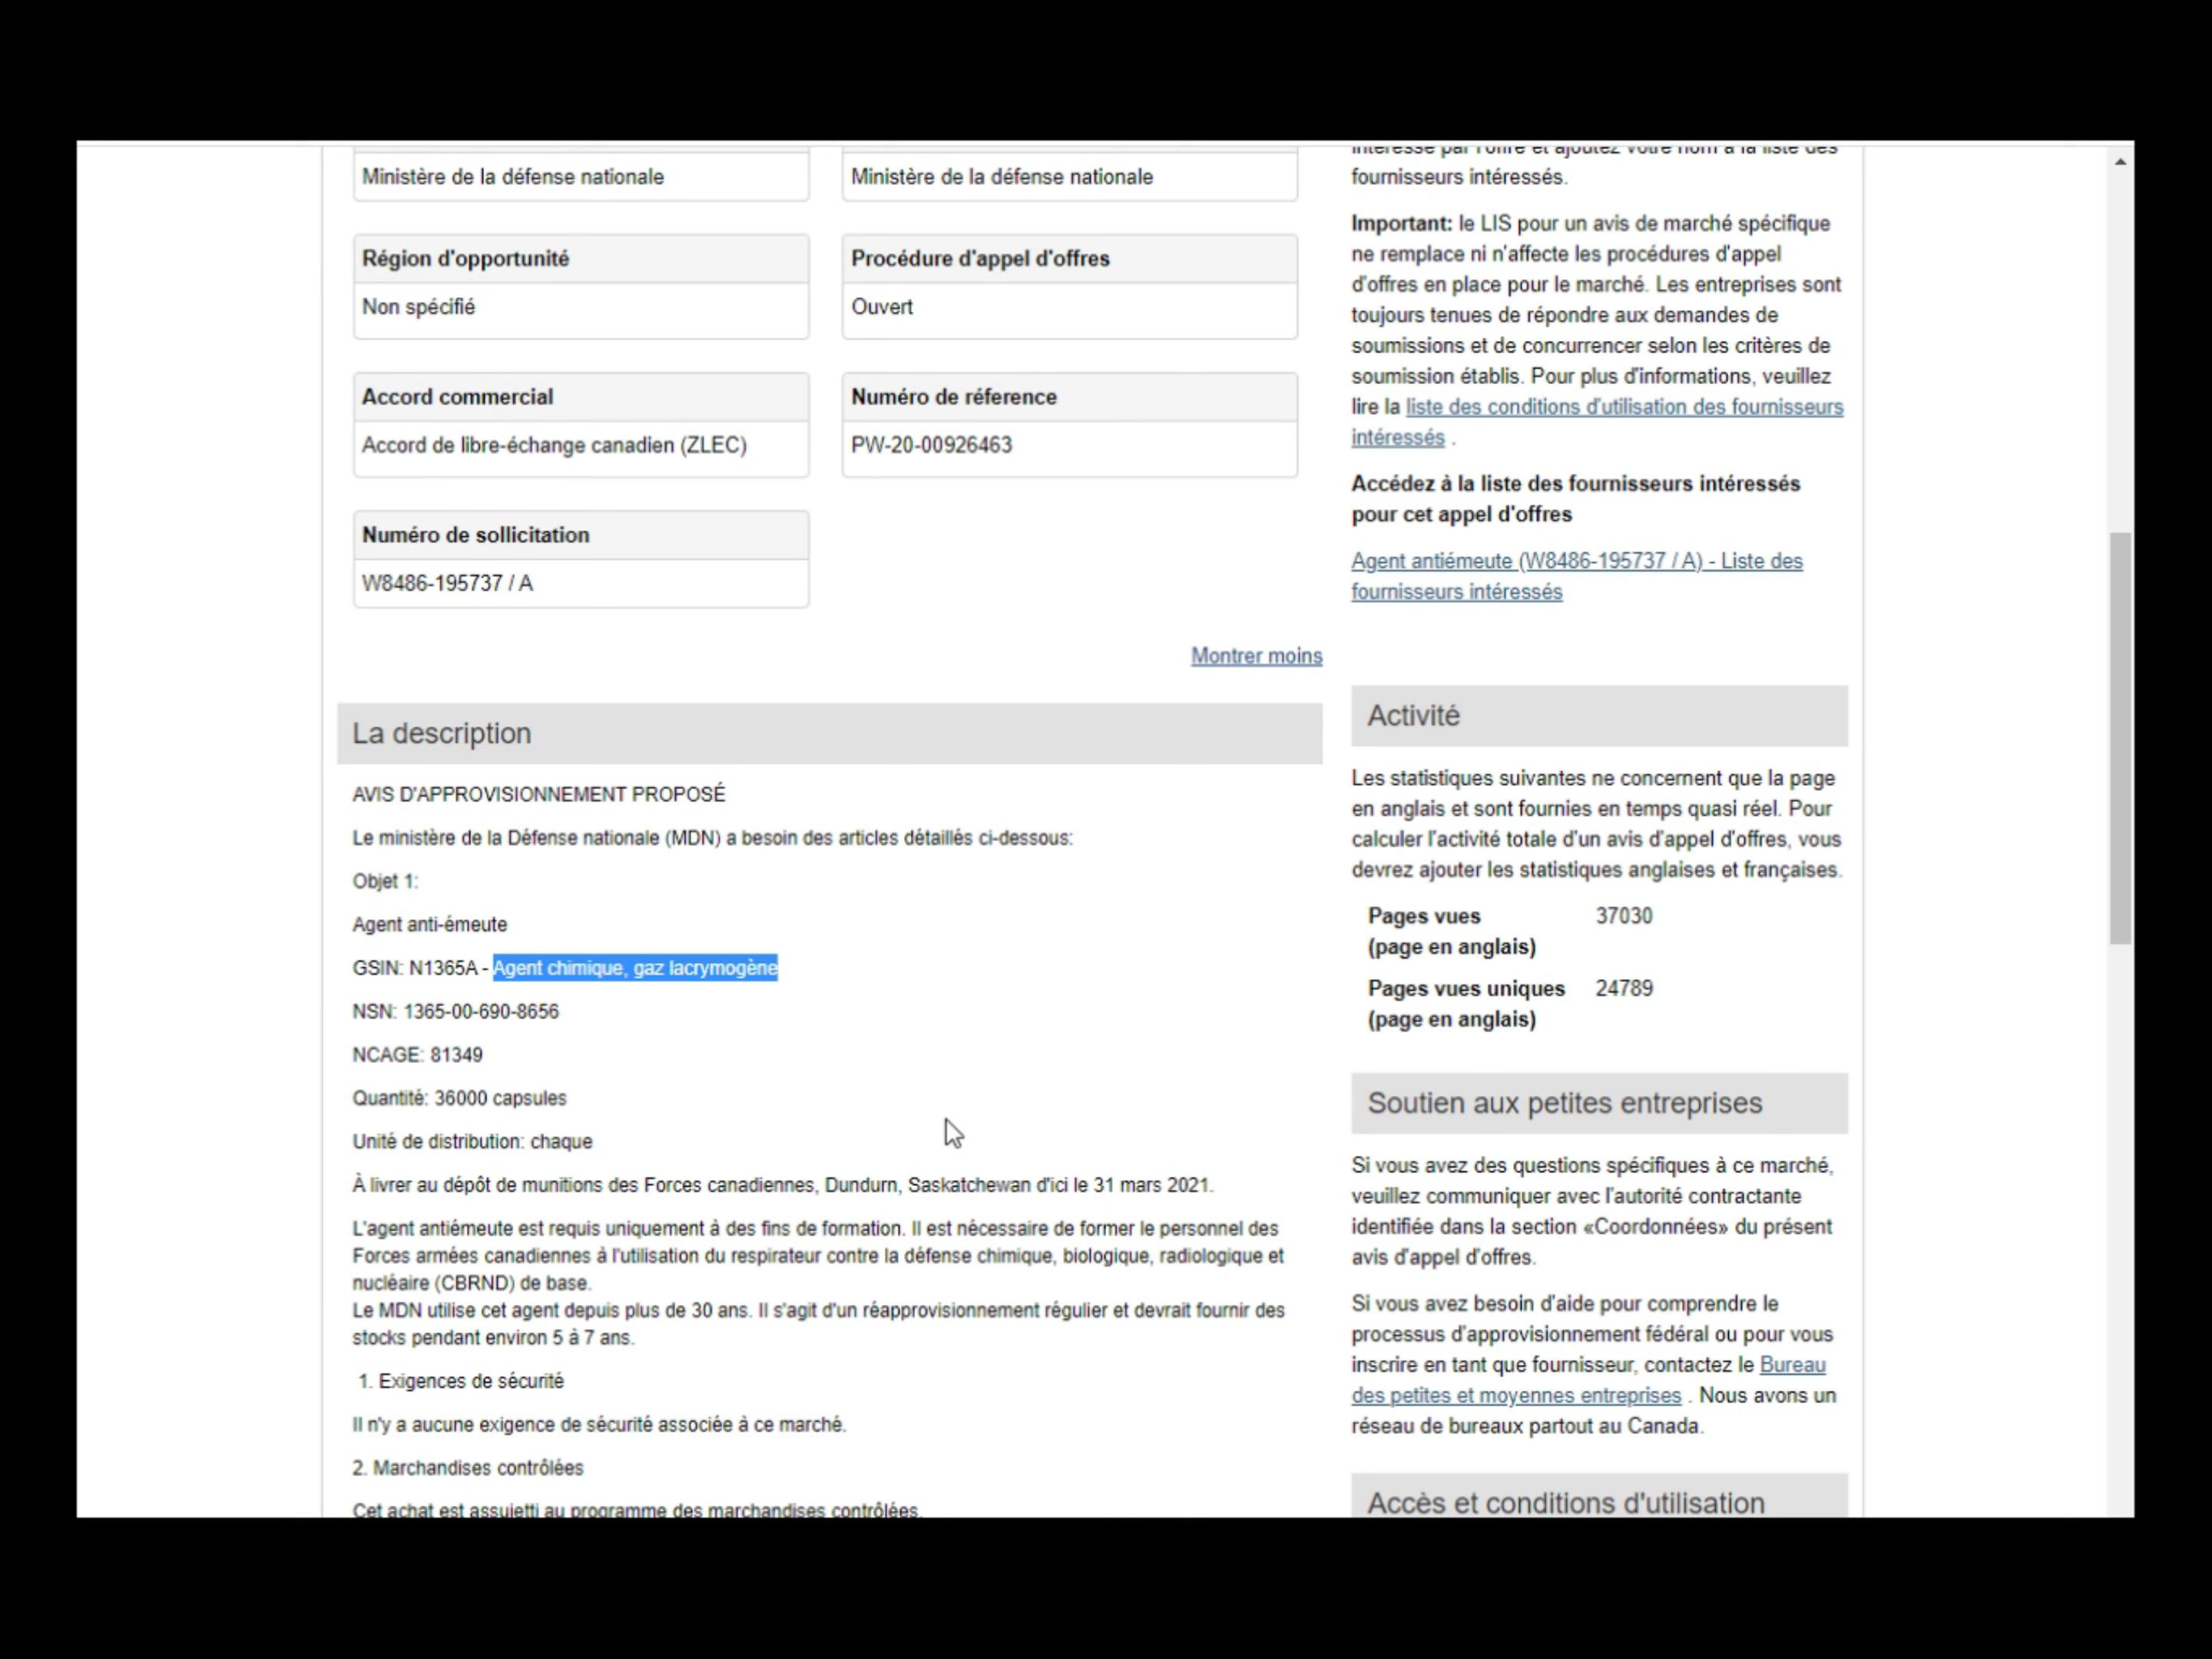 Ministère de la défense nationale
Ministère de la défense nationale
Région d'opportunité
Non spécifié
Procédure d'appel d'offres
Ouvert
Accord commercial
Accord de libre-échange canadien (ZLEC)
Numéro de réference
PW-20-00926463
Numéro de sollicitation
W8486-195737 / A
Montrer moins
La description
AVIS D'APPROVISIONNEMENT PROPOSÉ
Le ministère de la Défense nationale (MDN) a besoin des articles détaillés ci-dessous:
Objet 1:
Agent anti-émeute
GSIN: N1365A - Agent chimique, gaz lacrymogène
NSN: 1365-00-690-8656
NCAGE: 81349
Quantité: 36000 capsules
Unité de distribution: chaque
À livrer au dépôt de munitions des Forces canadiennes, Dundurn, Saskatchewan d'ici le 31 mars 2021.
L'agent antiémeute est requis uniquement à des fins de formation. Il est nécessaire de former le personnel des
Forces armées canadiennes à l'utilisation du respirateur contre la défense chimique, biologique, radiologique et
nucléaire (CBRND) de base.
Le MDN utilise cet agent depuis plus de 30 ans. Il s'agit d'un réapprovisionnement régulier et devrait fournir des
stocks pendant environ 5 à 7 ans.
1. Exigences de sécurité
Il n'y a aucune exigence de sécurité associée à ce marché.
2. Marchandises contrôlées
Cet achat est assujetti au programme des marchandises contrôlées.
intéressé par l'offre et ajoutez votre nom à la liste des
fournisseurs intéressés.
Important: le LIS pour un avis de marché spécifique
ne remplace ni n'affecte les procédures d'appel
d'offres en place pour le marché. Les entreprises sont
toujours tenues de répondre aux demandes de
soumissions et de concurrencer selon les critères de
soumission établis. Pour plus d'informations, veuillez
lire la liste des conditions d'utilisation des fournisseurs
intéressés .
Accédez à la liste des fournisseurs intéressés
pour cet appel d'offres
Agent antiémeute (W8486-195737 / A) - Liste des
fournisseurs intéressés
Activité
Les statistiques suivantes ne concernent que la page
en anglais et sont fournies en temps quasi réel. Pour
calculer l'activité totale d'un avis d'appel d'offres, vous
devrez ajouter les statistiques anglaises et françaises.
Pages vues 37030
(page en anglais)
Pages vues uniques 24789
(page en anglais)
Soutien aux petites entreprises
Si vous avez des questions spécifiques à ce marché,
veuillez communiquer avec l'autorité contractante
identifiée dans la section «Coordonnées» du présent
avis d'appel d'offres.
Si vous avez besoin d'aide pour comprendre le
processus d'approvisionnement fédéral ou pour vous
inscrire en tant que fournisseur, contactez le Bureau
des petites et moyennes entreprises . Nous avons un
réseau de bureaux partout au Canada.
Accès et conditions d'utilisation